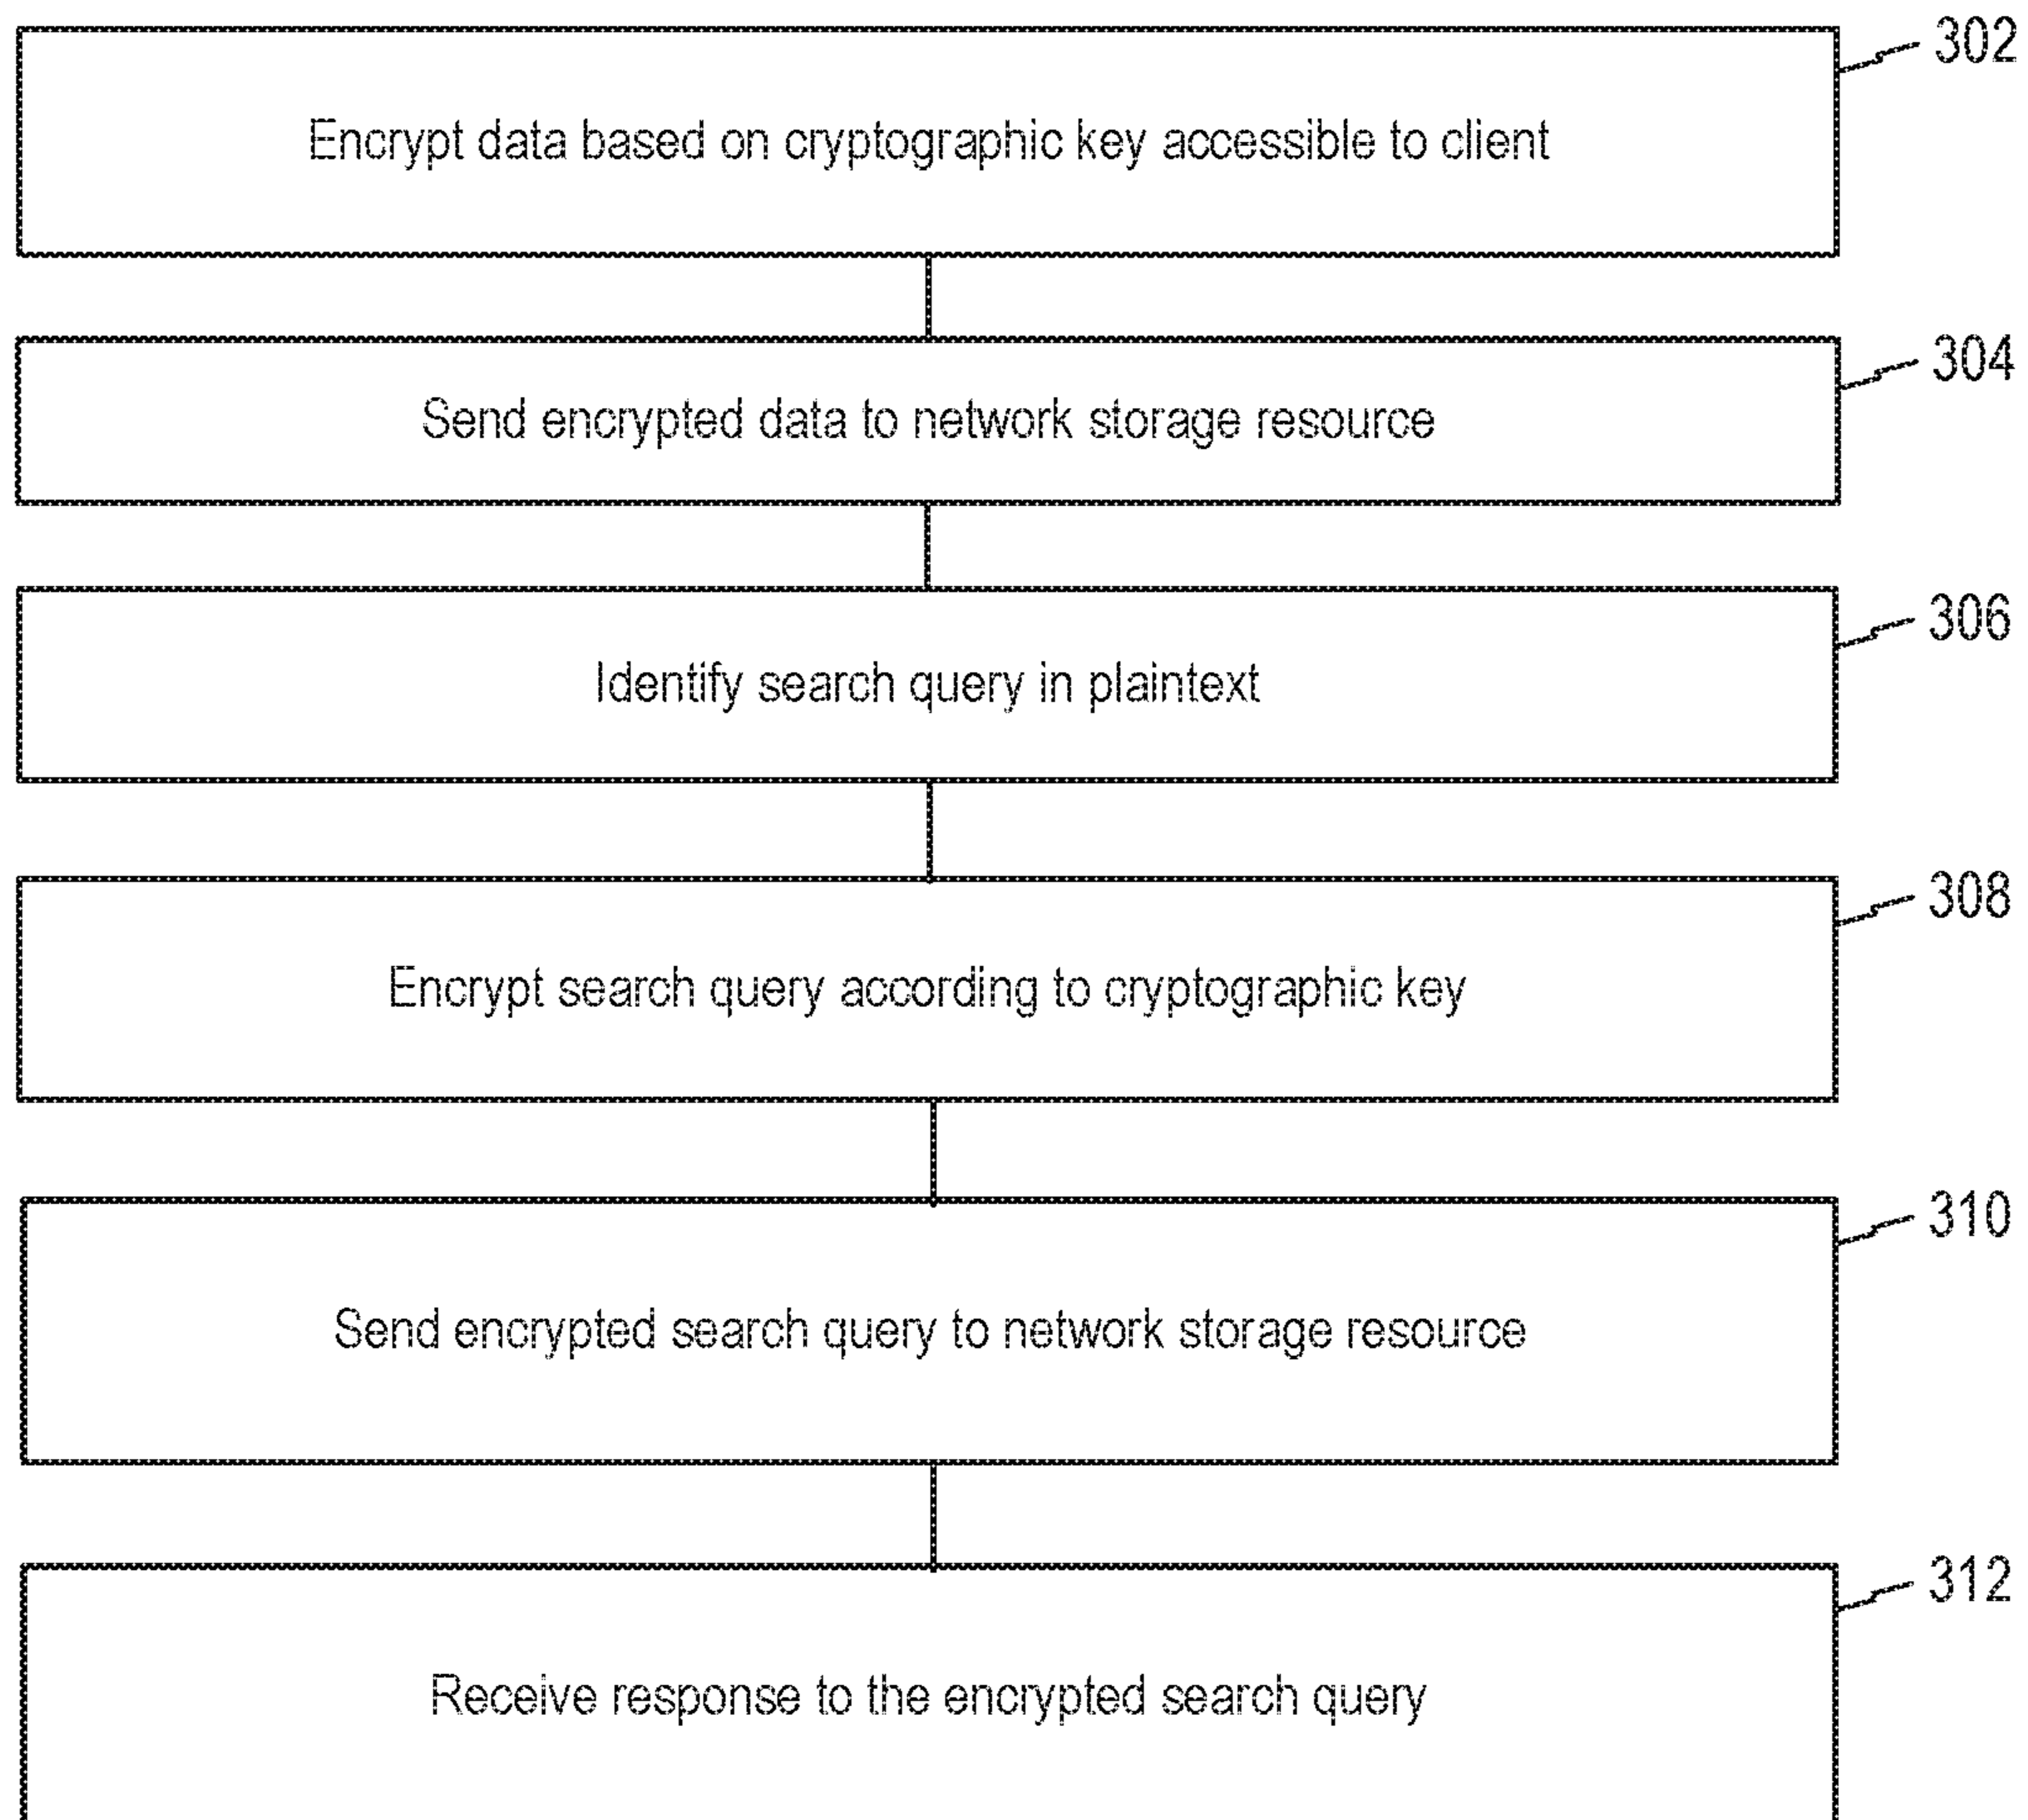 302
Encrypt data based on cryptographic key accessible to client
304
Send encrypted data to network storage resource
306
Identify search query in plaintext
308
Encrypt search query according to cryptographic key
310
Send encrypted search query to network storage resource
312
Receive response to the encrypted search query